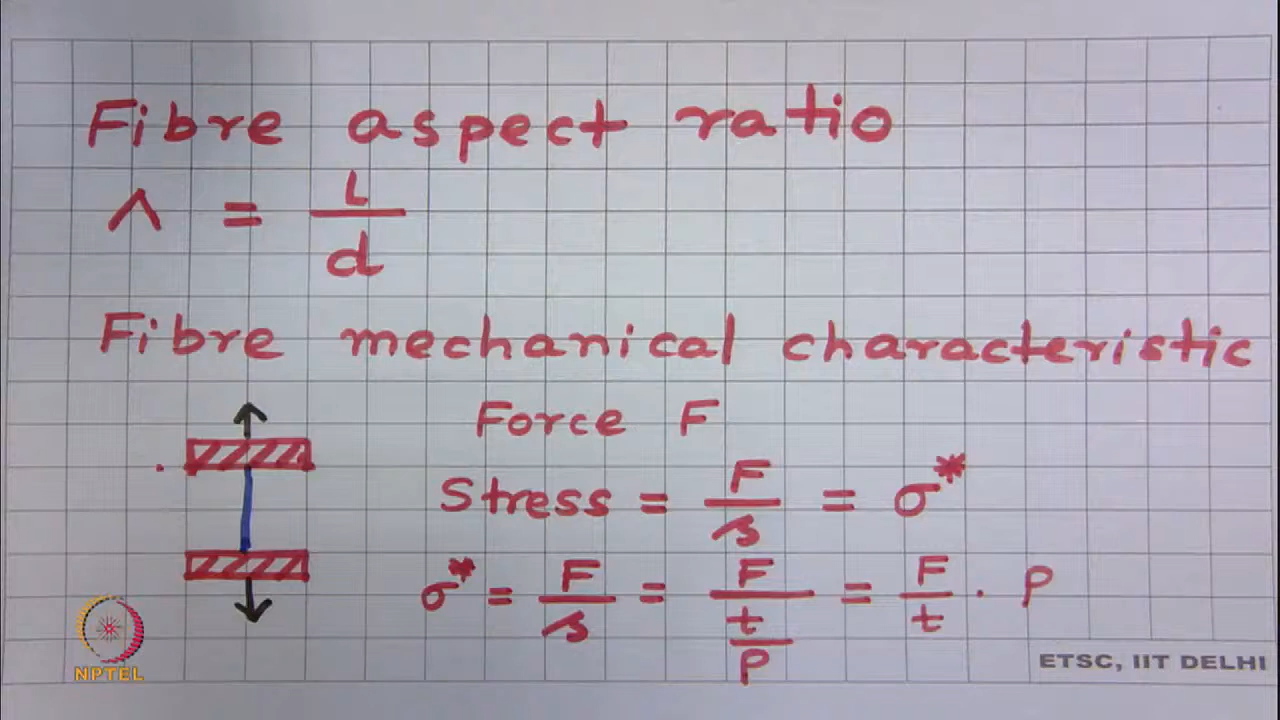 Fibre aspect ratio
Λ = L / d
Fibre mechanical characteristic
Force F
Stress = F / s = σ*
σ* = F / s = F / (t / ρ) = F / t · ρ
NPTEL
ETSC, IIT DELHI